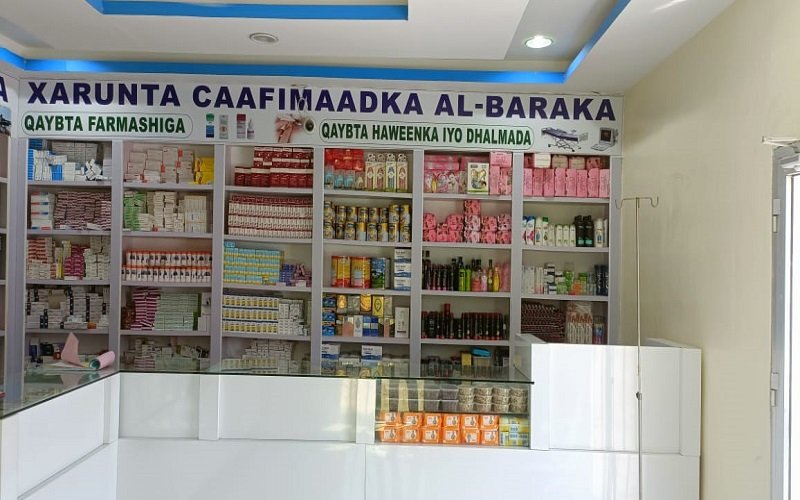 XARUNTA CAAFIMAADKA AL-BARAKA
QAYBTA FARMASHIGA
QAYBTA HAWEENKA IYO DHALMADA